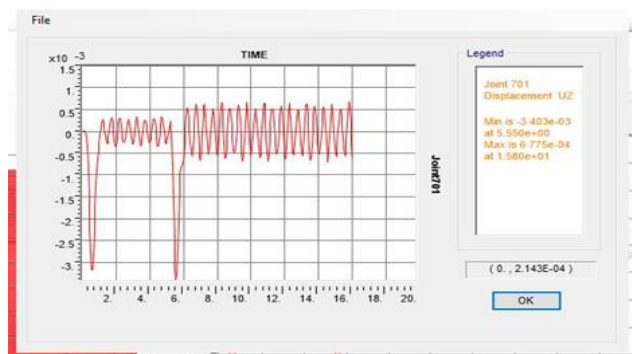 File
TIME
x10 -3
1.5
1.
0.5
0.
-0.5
-1.
-1.5
-2.
-2.5
-3.
2. 4. 6. 8. 10. 12. 14. 16. 18. 20.
Joint701
Legend
Joint 701
Displacement UZ
Min is -3.403e-03
at 5.550e+00
Max is 6.775e-04
at 1.580e+01
( 0. , 2.143E-04 )
OK